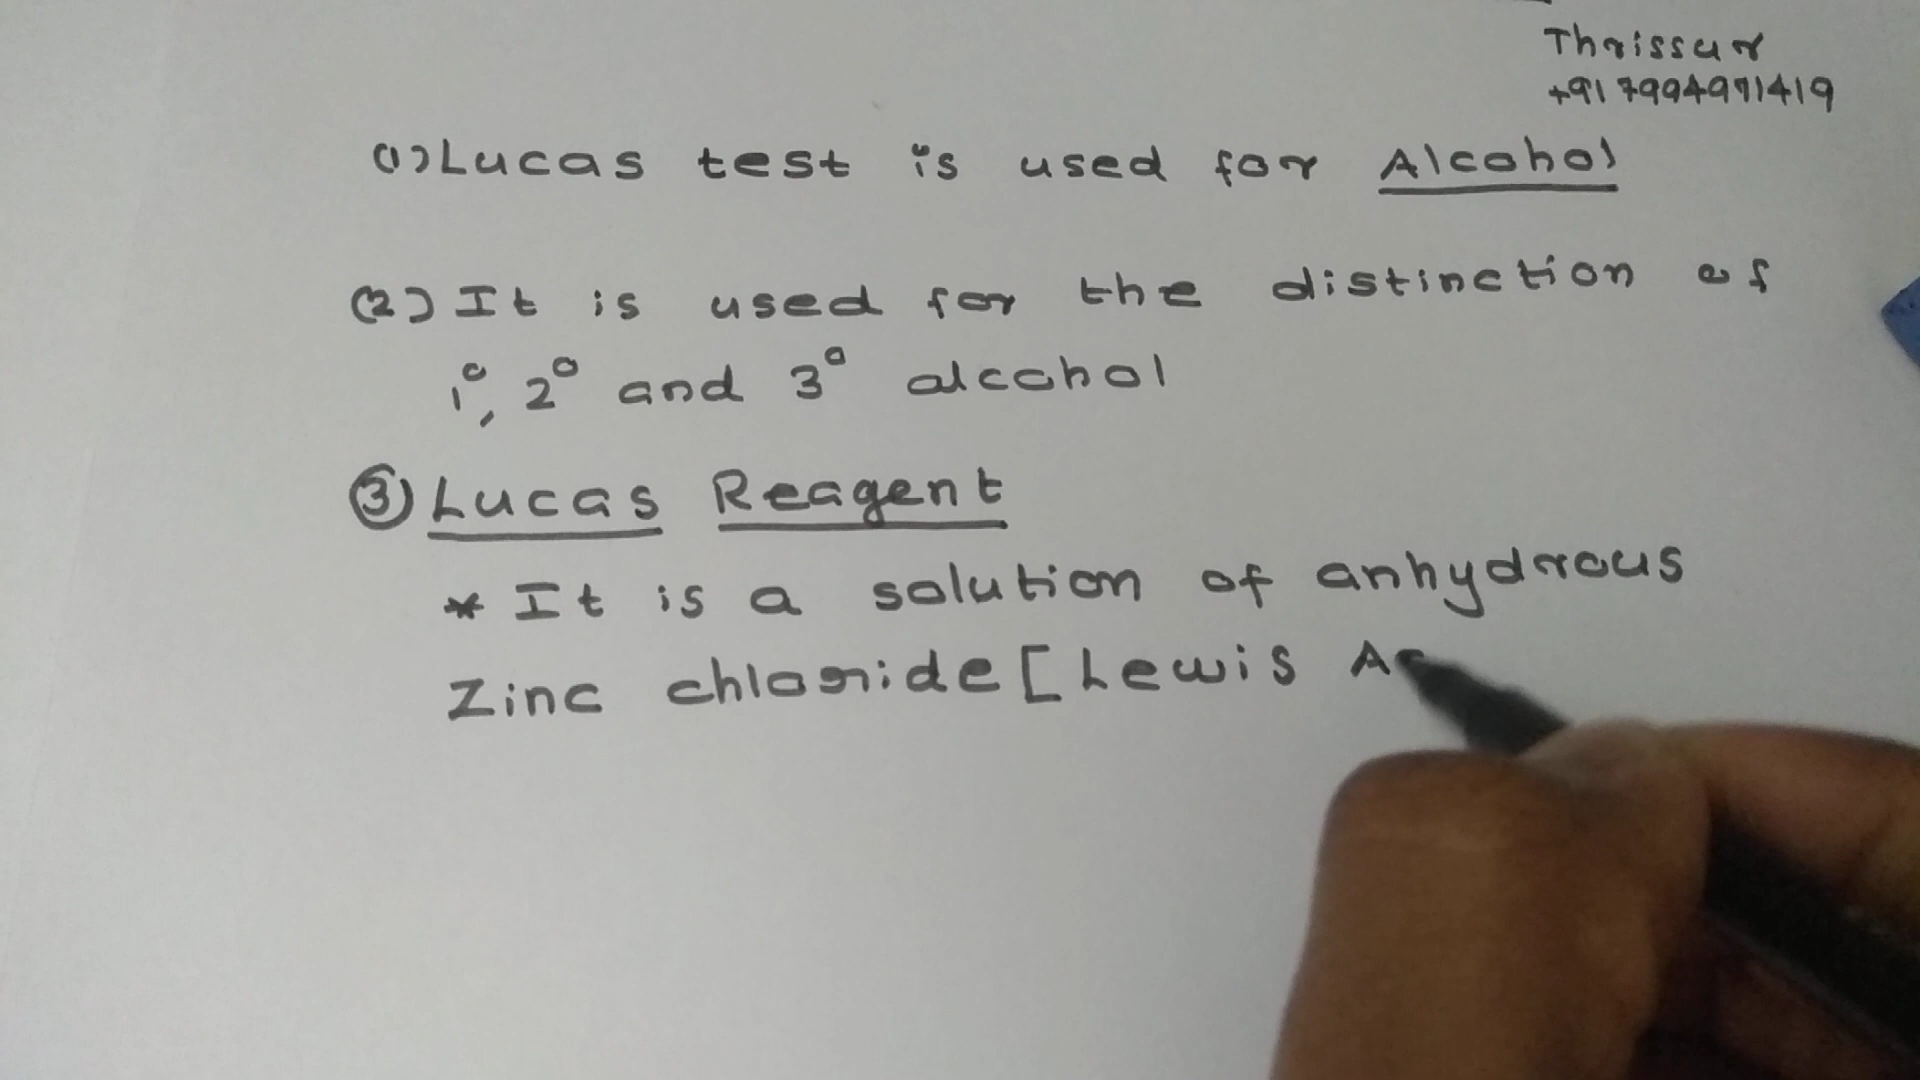 Thrissur
+91 7994971419
(1) Lucas test is used for Alcohol
(2) It is used for the distinction of
1°, 2° and 3° alcohol
③ Lucas Reagent
* It is a solution of anhydrous
Zinc chloride [Lewis Ac